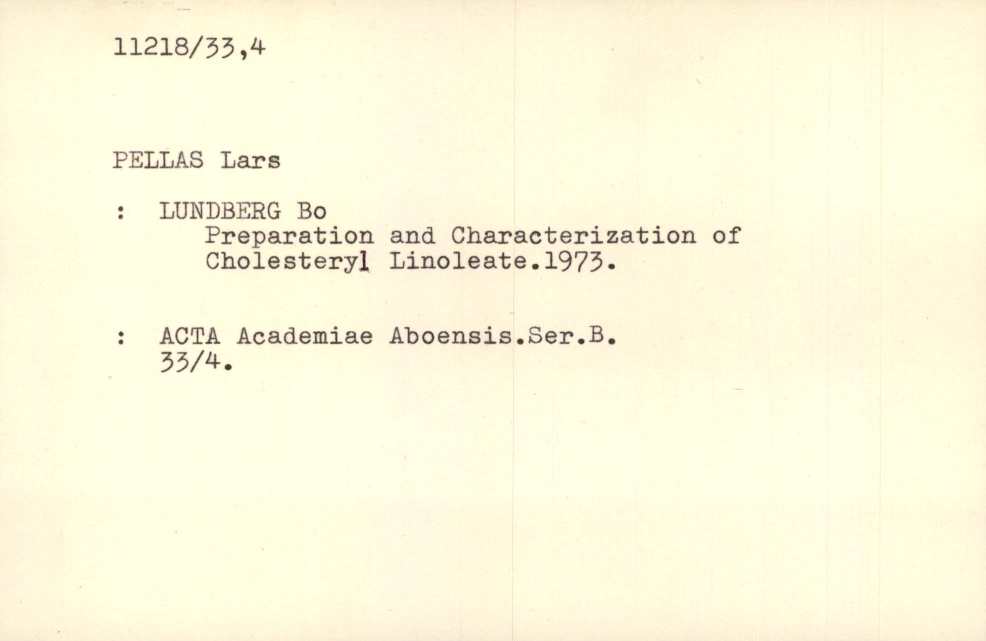 11218/33,4
PELLAS Lars
: LUNDBERG Bo
Preparation and Characterization of
Cholesteryl Linoleate.1973.
: ACTA Academiae Aboensis.Ser.B.
33/4.